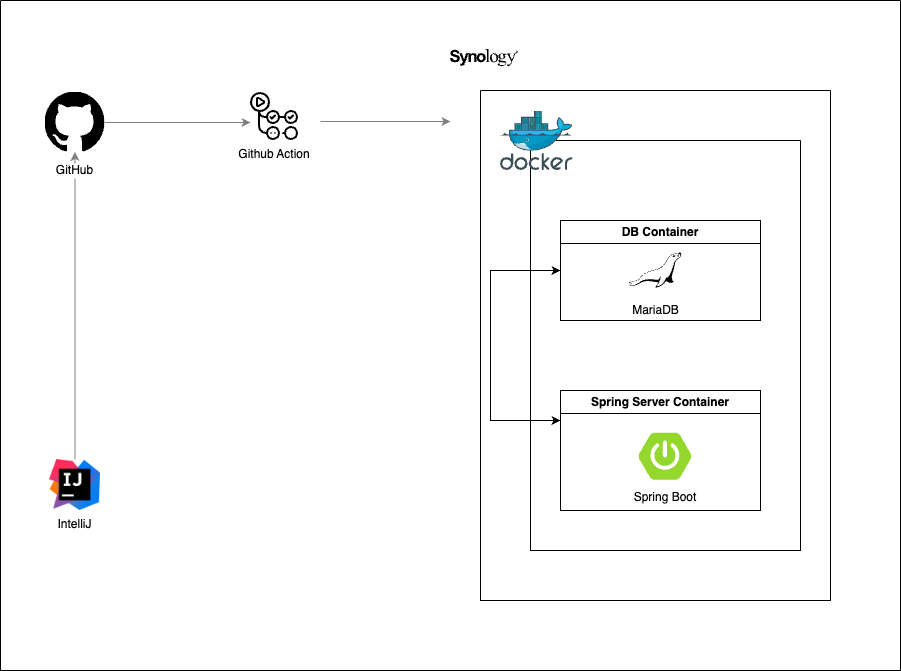 Synology
GitHub
Github Action
docker
DB Container
MariaDB
Spring Server Container
Spring Boot
IJ
IntelliJ